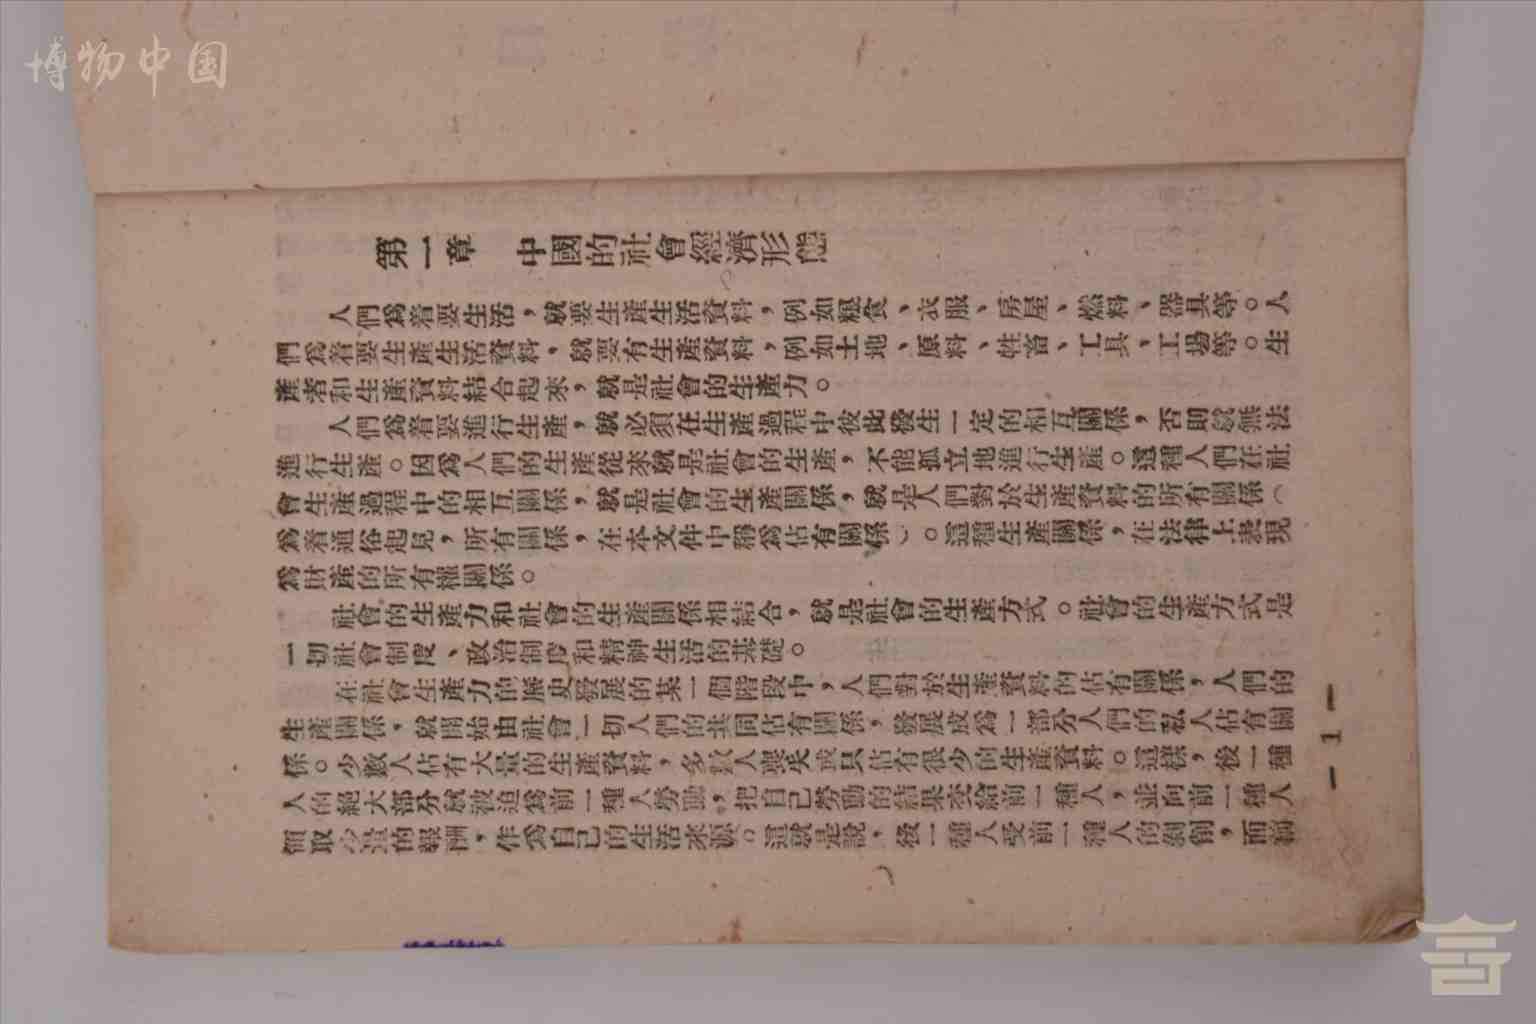 博物中国
第一章　中國的社會經濟形態
人們爲着要生活，就要生產生活資料，例如糧食、衣服、房屋、燃料、器具等。人
們爲着要生產生活資料，就要有生產資料，例如土地、原料、牲畜、工具，工場等。生
產者和生產資料結合起來，就是社會的生產力。
人們爲着要進行生產，就必須在生產過程中彼此發生一定的相互關係，否則就無法
進行生產。因爲人們的生產從來就是社會的生產，不能孤立地進行生產。這種人們在社
會生產過程中的相互關係，就是社會的生產關係，就是人們對於生產資料的所有關係（
爲着通俗起見，所有關係，在本文件中稱爲佔有關係）。這種生產關係，在法律上表現
爲財產的所有權關係。
社會的生產力和社會的生產關係相結合，就是社會的生產方式。社會的生產方式是
一切社會制度、政治制度和精神生活的基礎。
在社會生產力的歷史發展的某一個階段中，人們對於生產資料的佔有關係，人們的
生產關係，就開始由社會一切人們的共同佔有關係，發展成爲一部分人們的私人佔有關
係。少數人佔有大量的生產資料，多數人喪失或只佔有很少的生產資料。這樣，後一種
人的絕大部分就被迫爲前一種人勞動，把自己勞動的結果交給前一種人，並向前一種人
領取少量的報酬，作爲自己的生活來源。這就是說，後一種人受前一種人的剝削，而前
— 1 —